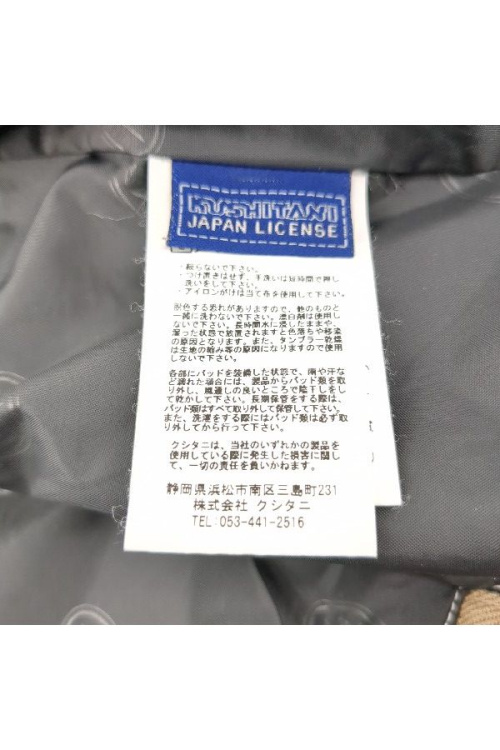 KUSHITANI
JAPAN LICENSE
・絞らないで下さい。
・つけ置きはせず、手洗いは短時間で押し
洗いをして下さい。
・アイロンがけは当て布を使用して下さい。
脱色する恐れがありますので、他のものと
一緒に洗わないで下さい。漂白剤は使用し
ないで下さい。長時間水に浸したままや、
湿った状態で放置されますと色落ちや移染
の原因となります。また、タンブラー乾燥
は生地の縮み等の原因になりますので使用
しないで下さい。
各部にパッドを装備した状態で、雨や汗な
ど濡れた場合には、製品からパッド類を取
り外し、風通しの良いところで陰干しをし
て乾かして下さい。長期保管をする際は、
パッド類はすべて取り外して保管して下さい。
また、洗濯をする際はパッド類は必ず取
り外してから行って下さい。
クシタニは、当社のいずれかの製品を
使用している際に発生した損害に関し
て、一切の責任を負いかねます。
静岡県浜松市南区三島町231
株式会社 クシタニ
TEL: 053-441-2516